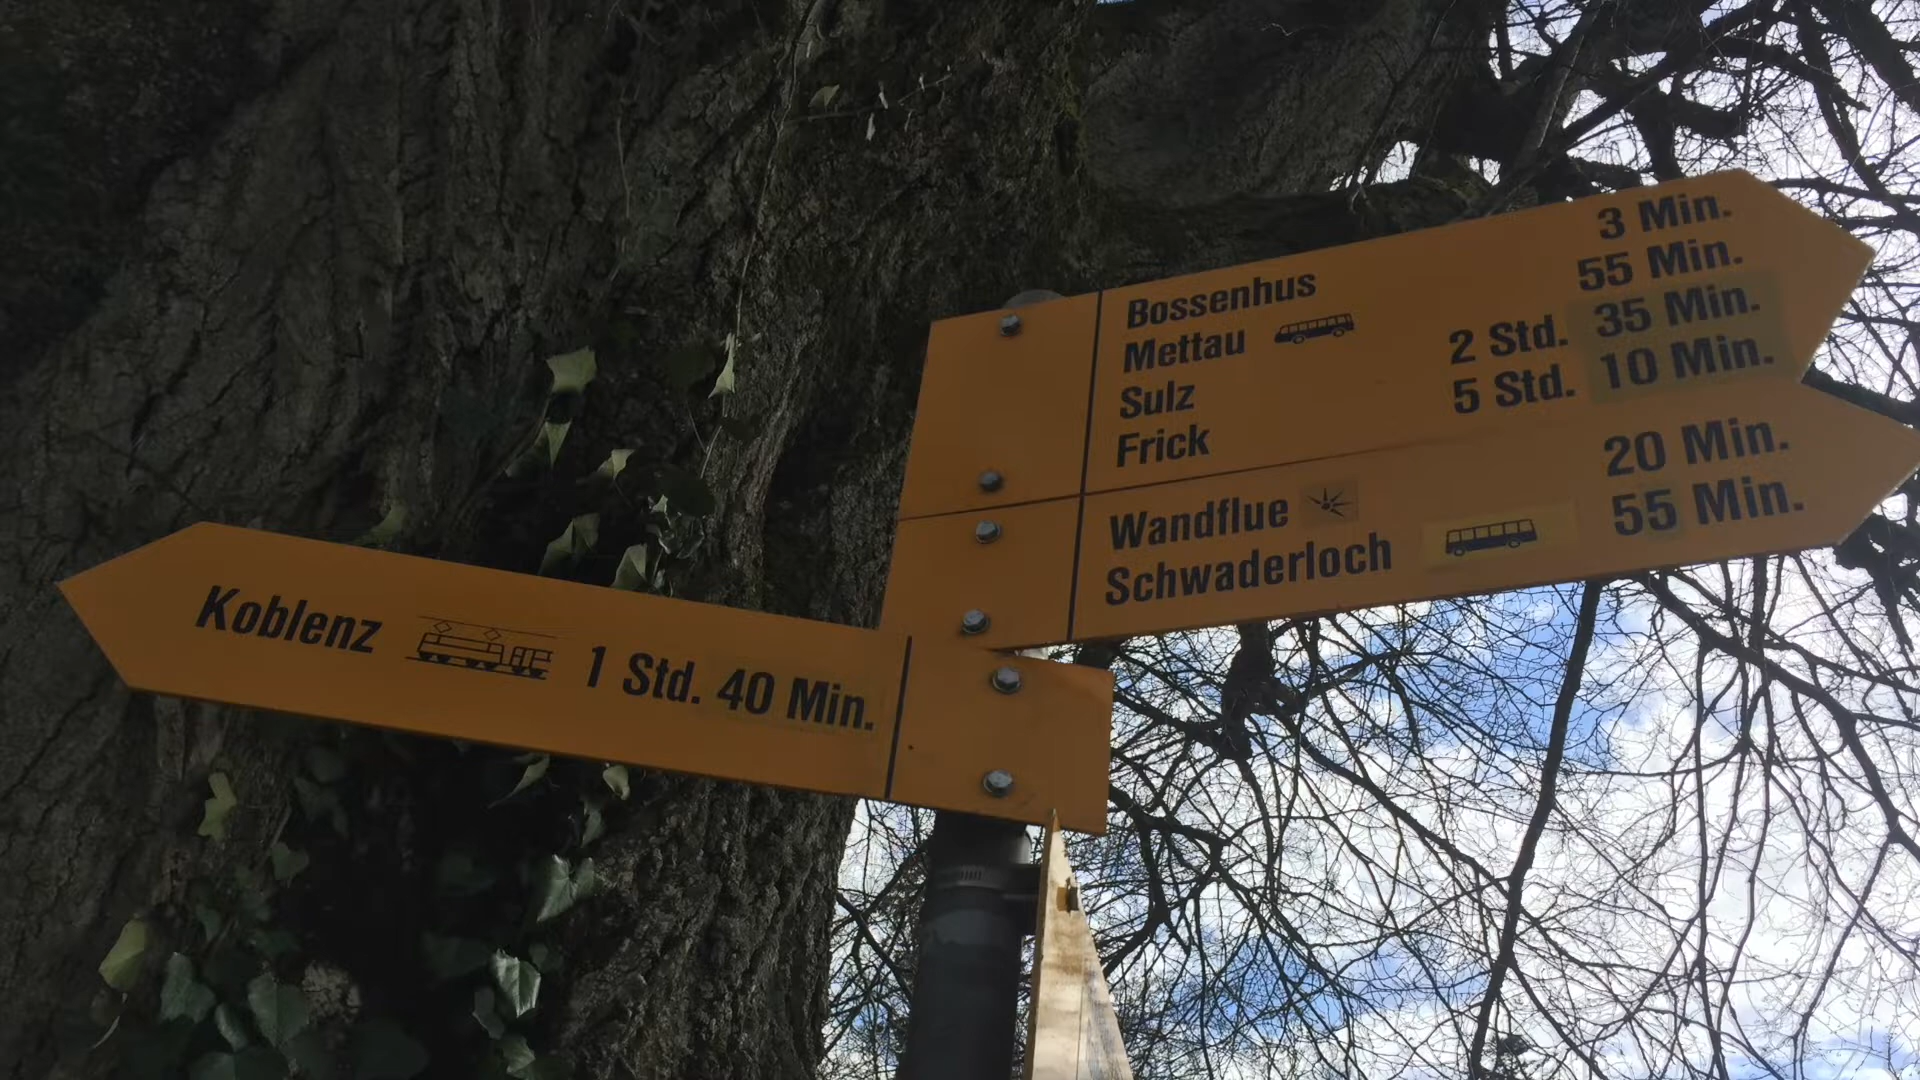 Bossenhus 3 Min.
Mettau 55 Min.
Sulz 2 Std. 35 Min.
Frick 5 Std. 10 Min.
Wandflue 20 Min.
Schwaderloch 55 Min.
Koblenz 1 Std. 40 Min.